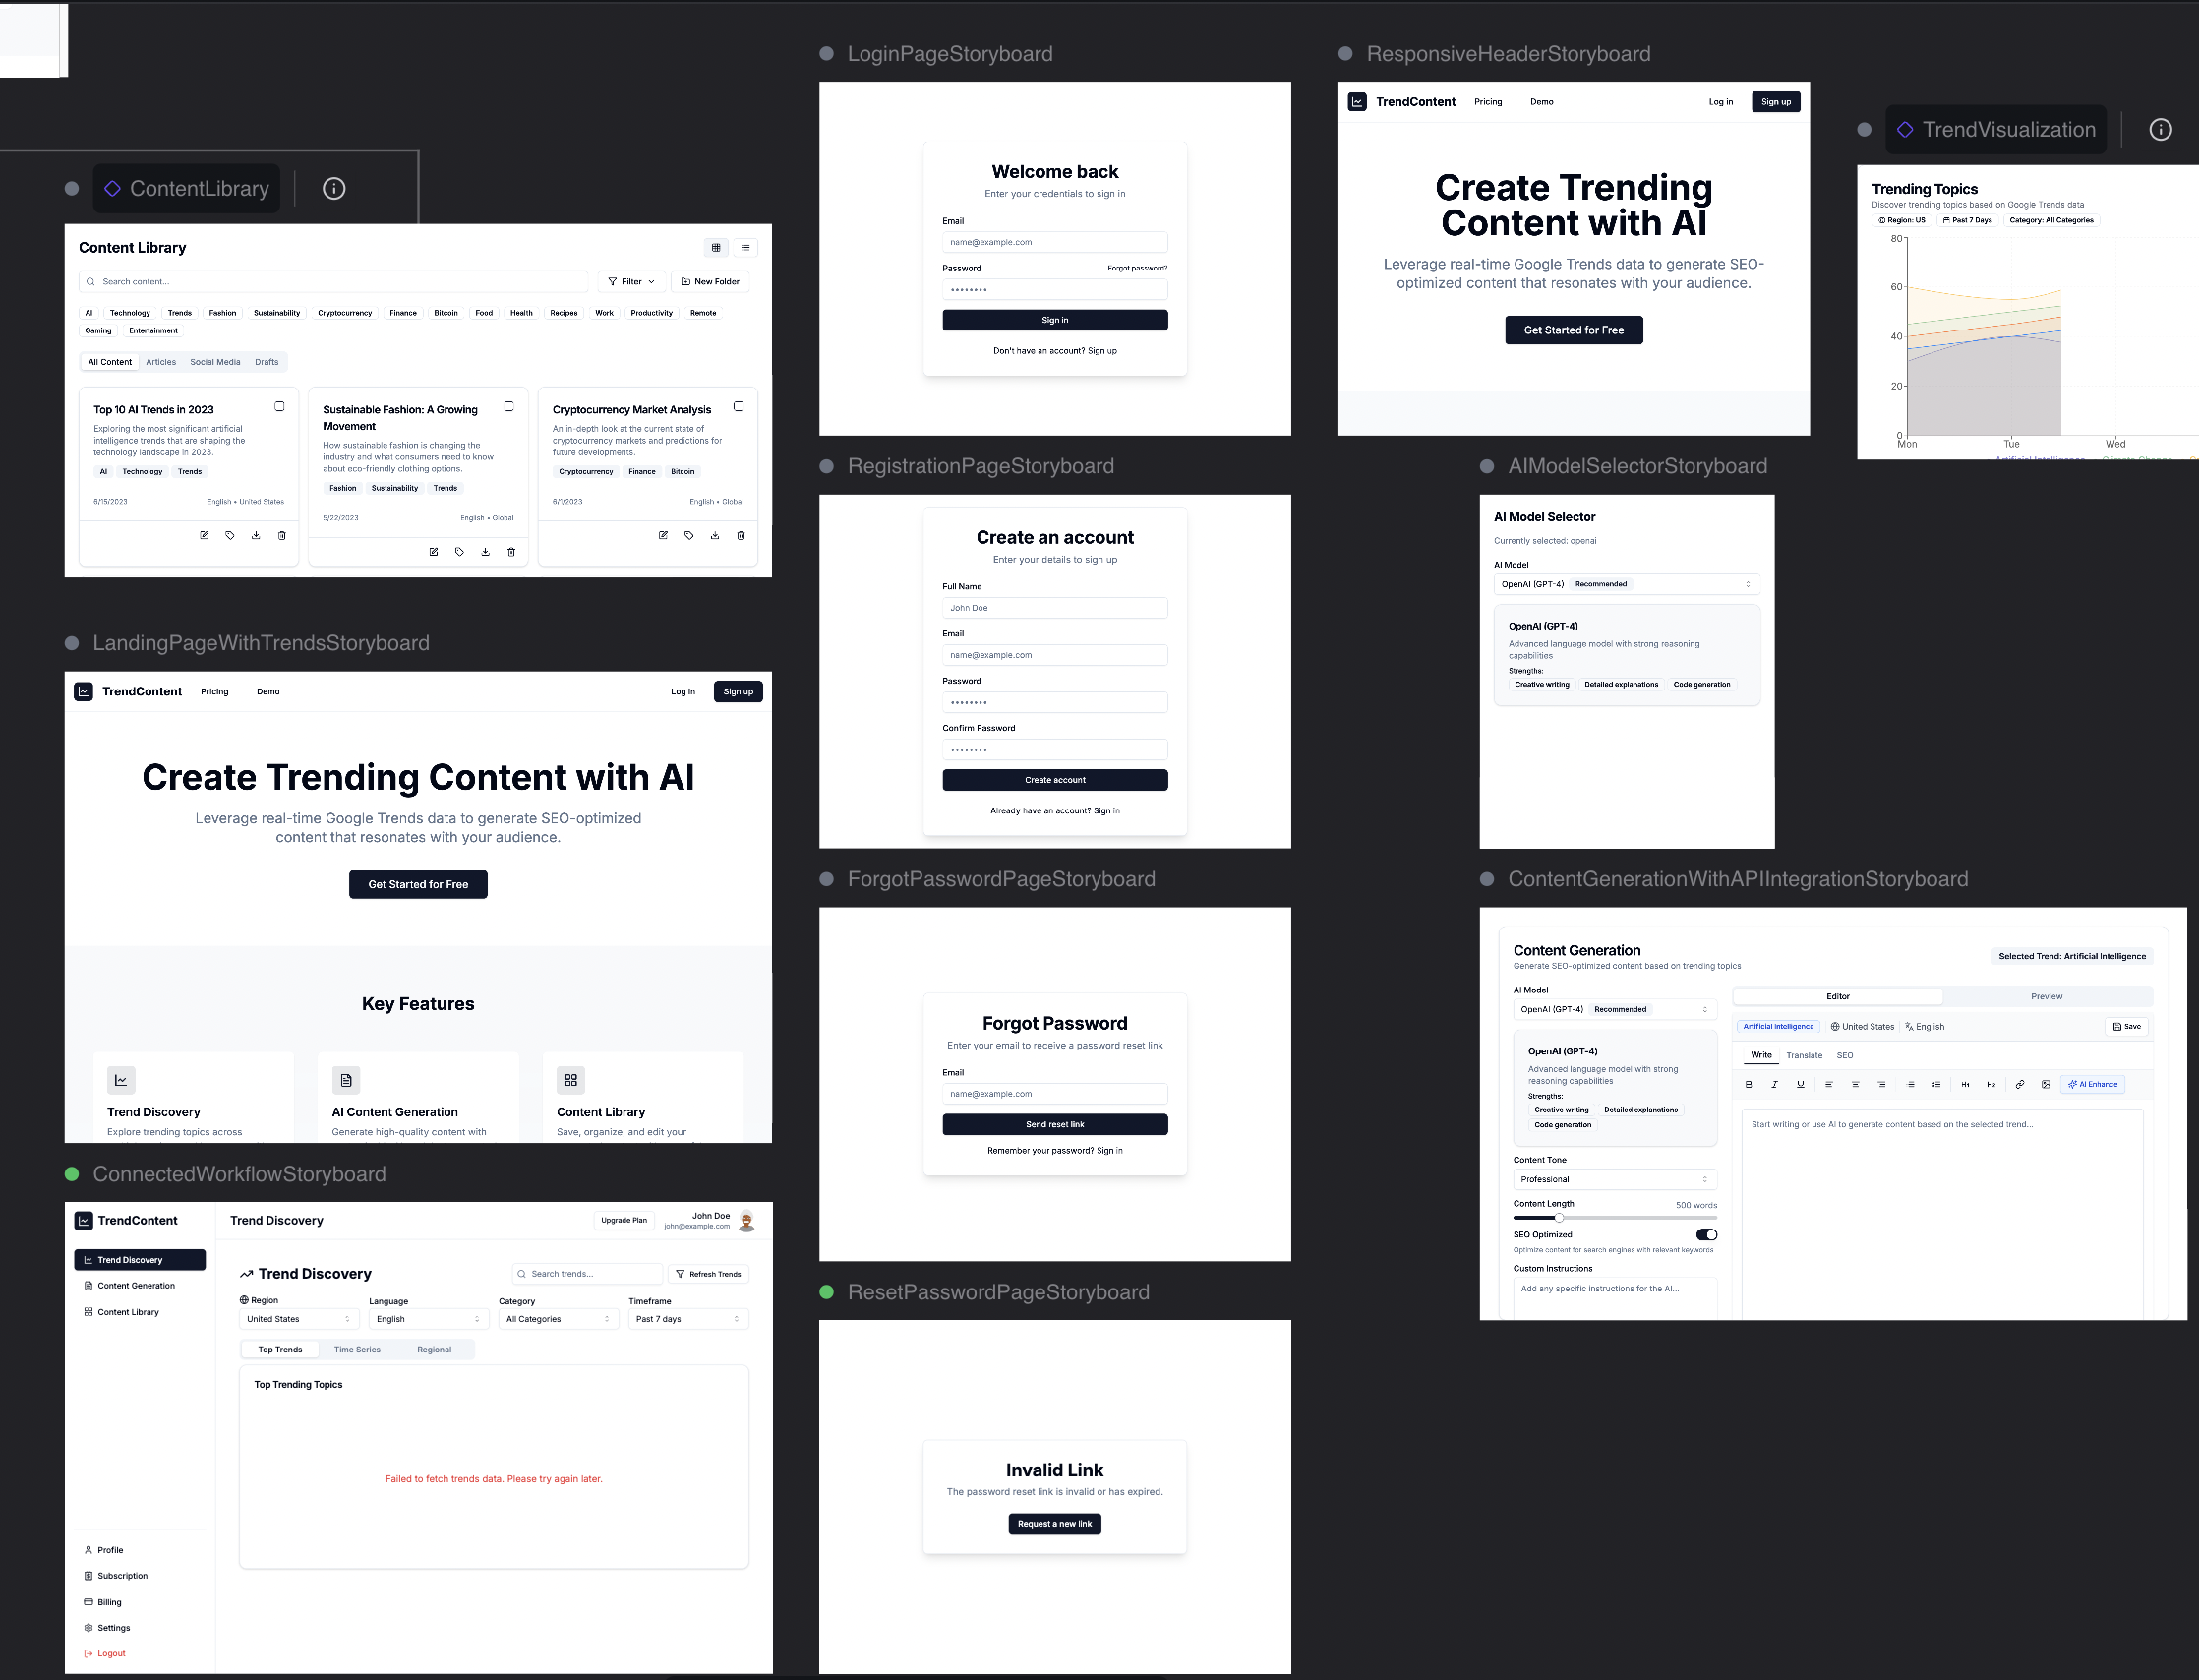 ContentLibrary
Content Library
Search content...
Filter
New Folder
AI Technology Trends Fashion Sustainability Cryptocurrency Finance Bitcoin Food Health Recipes Work Productivity Remote
Gaming Entertainment
All Content Articles Social Media Drafts
Top 10 AI Trends in 2023
Exploring the most significant artificial
intelligence trends that are shaping the
technology landscape in 2023.
AI Technology Trends
6/15/2023 English • United States
Sustainable Fashion: A Growing
Movement
How sustainable fashion is changing the
industry and what consumers need to know
about eco-friendly clothing options.
Fashion Sustainability Trends
5/22/2023 English • Global
Cryptocurrency Market Analysis
An in-depth look at the current state of
cryptocurrency markets and predictions for
future developments.
Cryptocurrency Finance Bitcoin
6/1/2023 English • Global
LandingPageWithTrendsStoryboard
TrendContent Pricing Demo Log in Sign up
Create Trending Content with AI
Leverage real-time Google Trends data to generate SEO-optimized
content that resonates with your audience.
Get Started for Free
Key Features
Trend Discovery
Explore trending topics across
AI Content Generation
Generate high-quality content with
Content Library
Save, organize, and edit your
ConnectedWorkflowStoryboard
TrendContent
Trend Discovery
Content Generation
Content Library
Profile
Subscription
Billing
Settings
Logout
Trend Discovery
Upgrade Plan
John Doe
john@example.com
Trend Discovery
Search trends...
Refresh Trends
Region Language Category Timeframe
United States English All Categories Past 7 days
Top Trends Time Series Regional
Top Trending Topics
Failed to fetch trends data. Please try again later.
LoginPageStoryboard
Welcome back
Enter your credentials to sign in
Email
name@example.com
Password Forgot password?
Sign in
Don't have an account? Sign up
RegistrationPageStoryboard
Create an account
Enter your details to sign up
Full Name
John Doe
Email
name@example.com
Password
Confirm Password
Create account
Already have an account? Sign in
ForgotPasswordPageStoryboard
Forgot Password
Enter your email to receive a password reset link
Email
name@example.com
Send reset link
Remember your password? Sign in
ResetPasswordPageStoryboard
Invalid Link
The password reset link is invalid or has expired.
Request a new link
ResponsiveHeaderStoryboard
TrendContent Pricing Demo Log in Sign up
Create Trending
Content with AI
Leverage real-time Google Trends data to generate SEO-
optimized content that resonates with your audience.
Get Started for Free
TrendVisualization
Trending Topics
Discover trending topics based on Google Trends data
Region: US Past 7 Days Category: All Categories
80
60
40
20
0
Mon Tue Wed
AIModelSelectorStoryboard
AI Model Selector
Currently selected: openai
AI Model
OpenAI (GPT-4) Recommended
OpenAI (GPT-4)
Advanced language model with strong reasoning
capabilities
Strengths:
Creative writing Detailed explanations Code generation
ContentGenerationWithAPIIntegrationStoryboard
Content Generation
Generate SEO-optimized content based on trending topics
Selected Trend: Artificial Intelligence
AI Model
OpenAI (GPT-4) Recommended
OpenAI (GPT-4)
Advanced language model with strong
reasoning capabilities
Strengths:
Creative writing Detailed explanations
Code generation
Content Tone
Professional
Content Length 500 words
SEO Optimized
Optimize content for search engines with relevant keywords
Custom Instructions
Add any specific instructions for the AI...
Editor Preview
Artificial Intelligence United States English Save
Write Translate SEO
B I U H1 H2 AI Enhance
Start writing or use AI to generate content based on the selected trend...